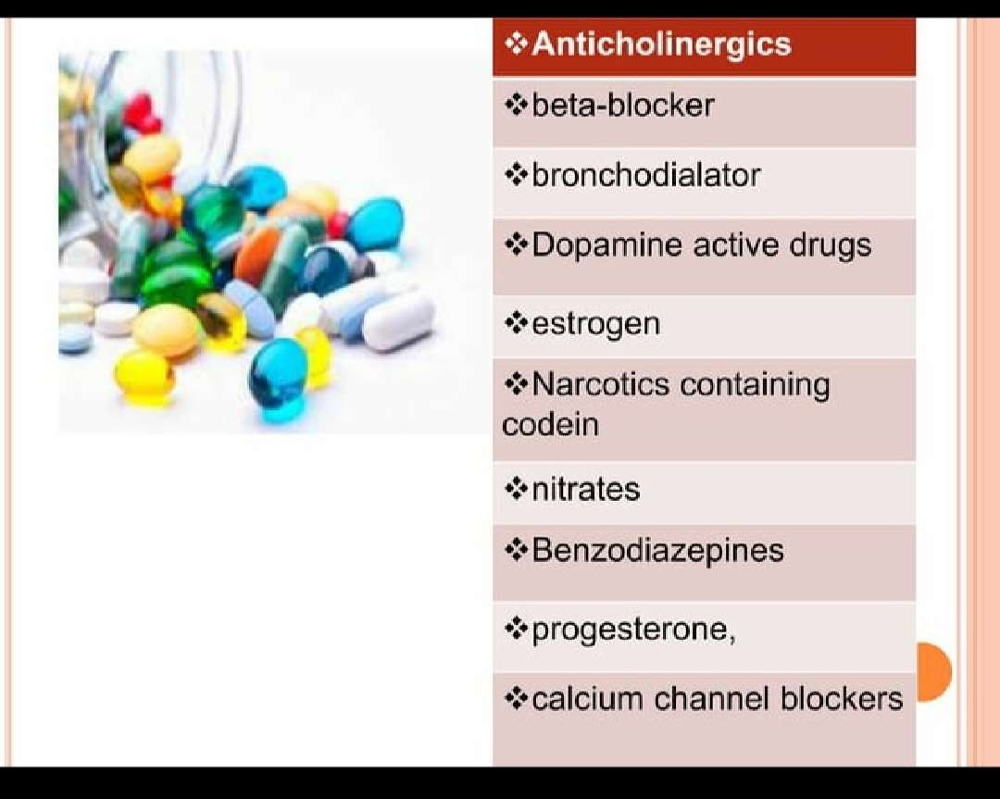 ❖Anticholinergics
❖beta-blocker
❖bronchodialator
❖Dopamine active drugs
❖estrogen
❖Narcotics containing
codein
❖nitrates
❖Benzodiazepines
❖progesterone,
❖calcium channel blockers